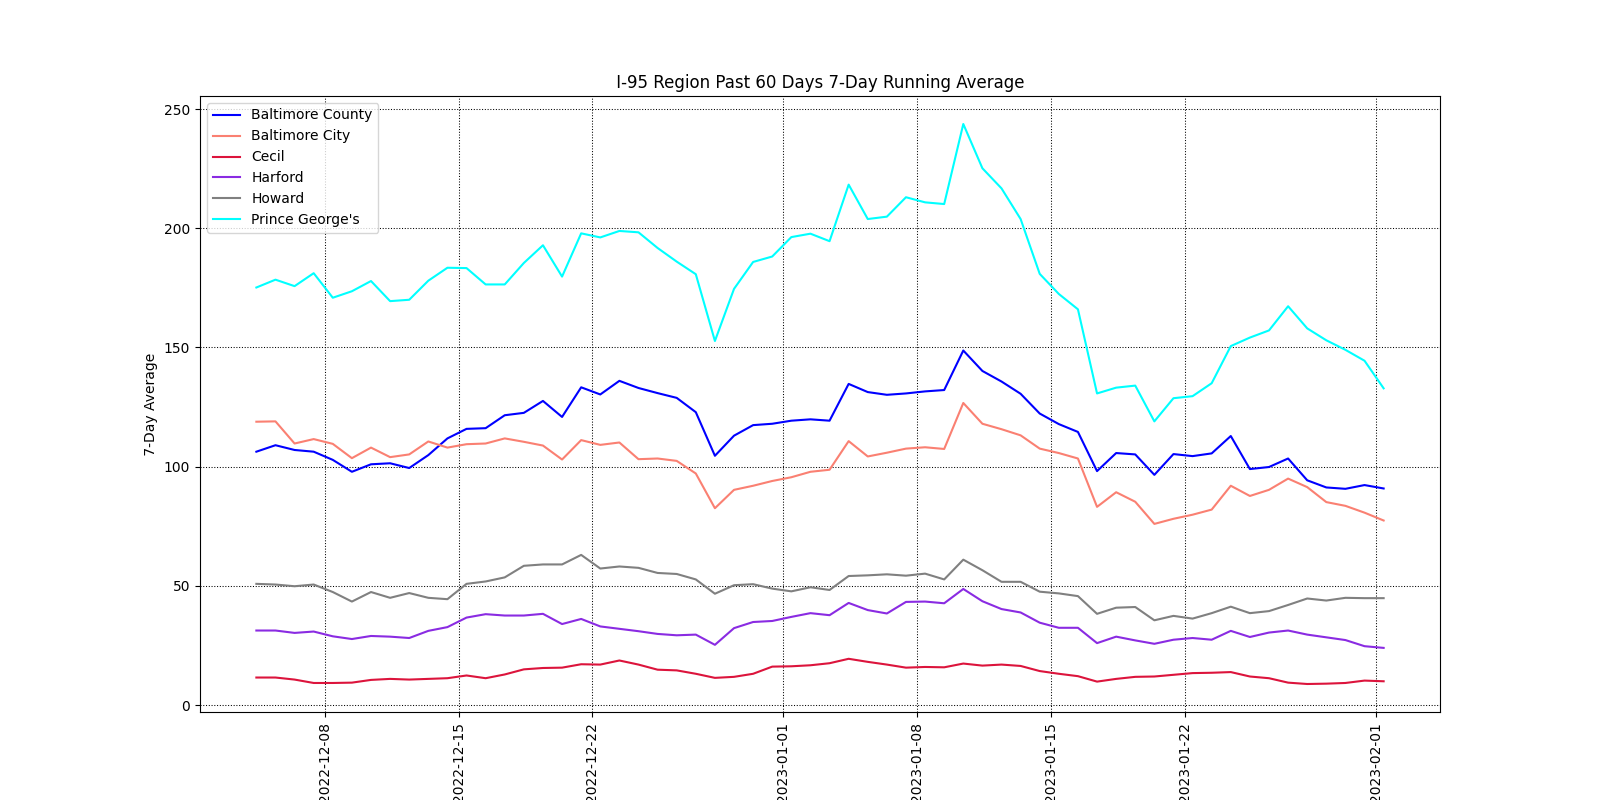 I-95 Region Past 60 Days 7-Day Running Average
250
200
150
100
50
0
7-Day Average
Baltimore County
Baltimore City
Cecil
Harford
Howard
Prince George's
2022-12-08
2022-12-15
2022-12-22
2023-01-01
2023-01-08
2023-01-15
2023-01-22
2023-02-01